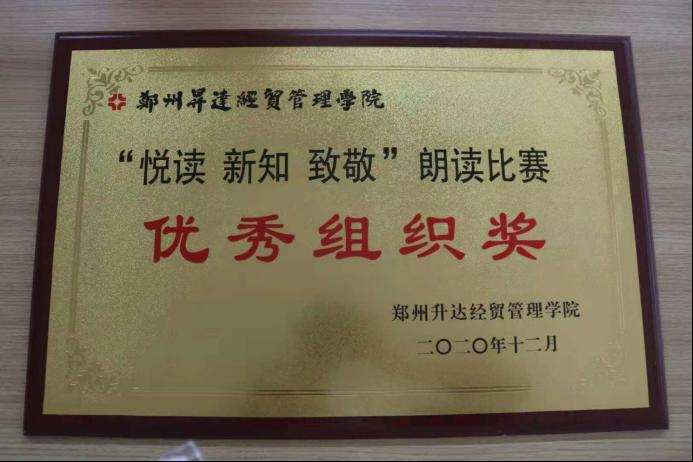 郑州昇達經貿管理學院
“悦读 新知 致敬”朗读比赛
优秀组织奖
郑州升达经贸管理学院
二〇二〇年十二月